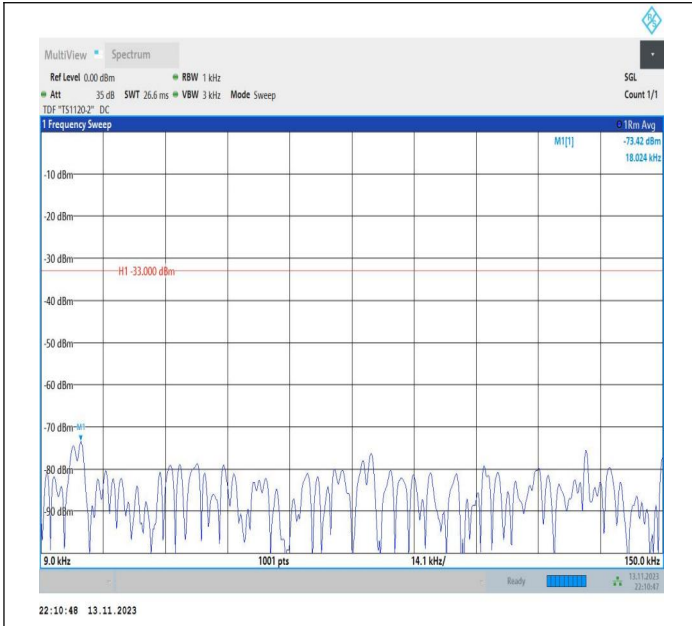 MultiView Spectrum
Ref Level 0.00 dBm RBW 1 kHz SGL
Att 35 dB SWT 26.6 ms VBW 3 kHz Mode Sweep Count 1/1
TDF "TS1120-2" DC
1 Frequency Sweep 1Rm Avg
M1[1] -73.42 dBm
18.024 kHz
-10 dBm
-20 dBm
-30 dBm
H1 -33.000 dBm
-40 dBm
-50 dBm
-60 dBm
-70 dBm M1
-80 dBm
-90 dBm
9.0 kHz 1001 pts 14.1 kHz/ 150.0 kHz
Ready 13.11.2023
22:10:47
22:10:48 13.11.2023